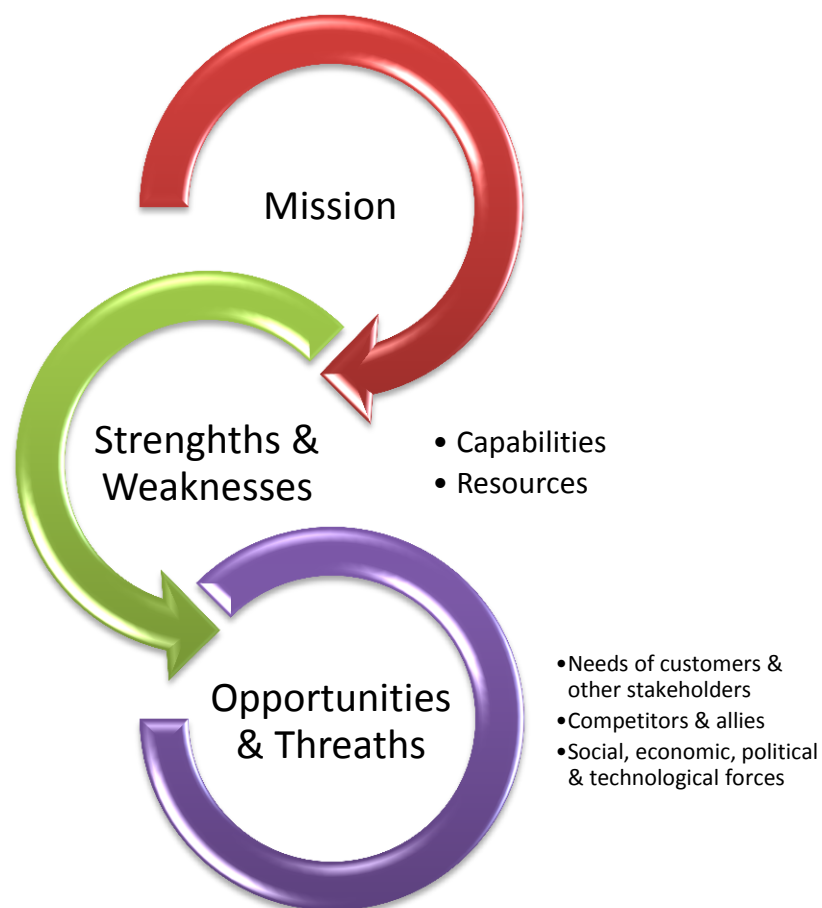 Mission
Strenghths &
Weaknesses
• Capabilities
• Resources
Opportunities
& Threaths
•Needs of customers &
other stakeholders
•Competitors & allies
•Social, economic, political
& technological forces